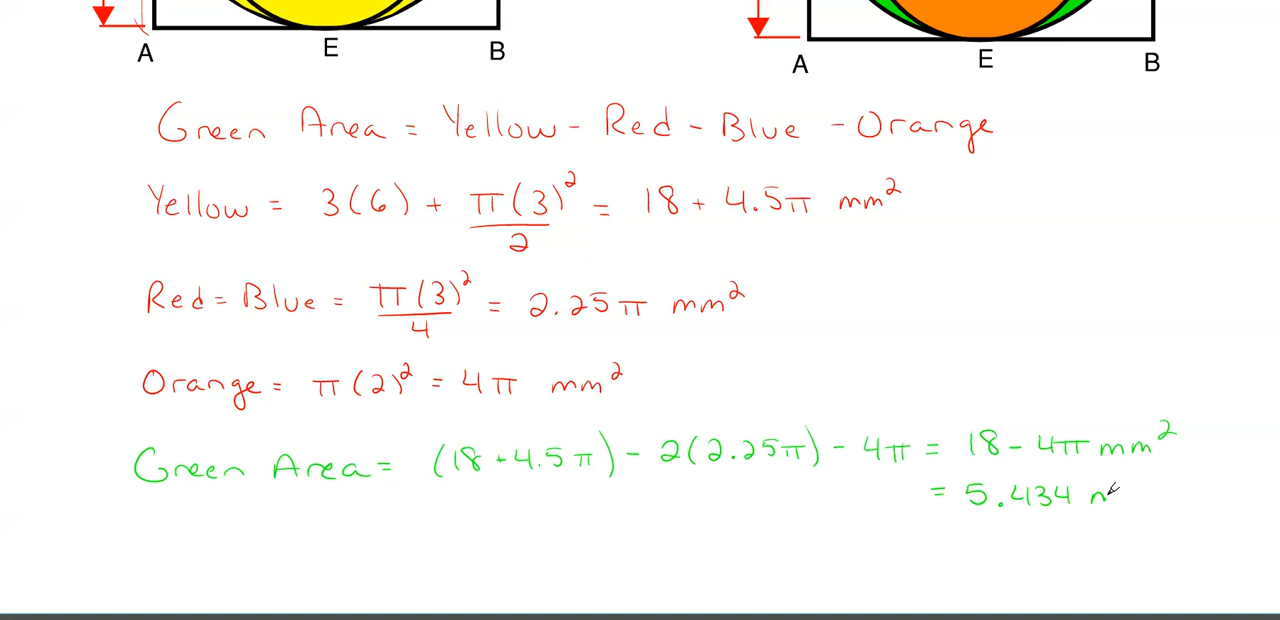 A E B A E B
Green Area = Yellow - Red - Blue - Orange
Yellow = 3(6) + π(3)²/2 = 18 + 4.5π mm²
Red = Blue = π(3)²/4 = 2.25π mm²
Orange = π(2)² = 4π mm²
Green Area = (18 + 4.5π) - 2(2.25π) - 4π = 18 - 4π mm²
= 5.434